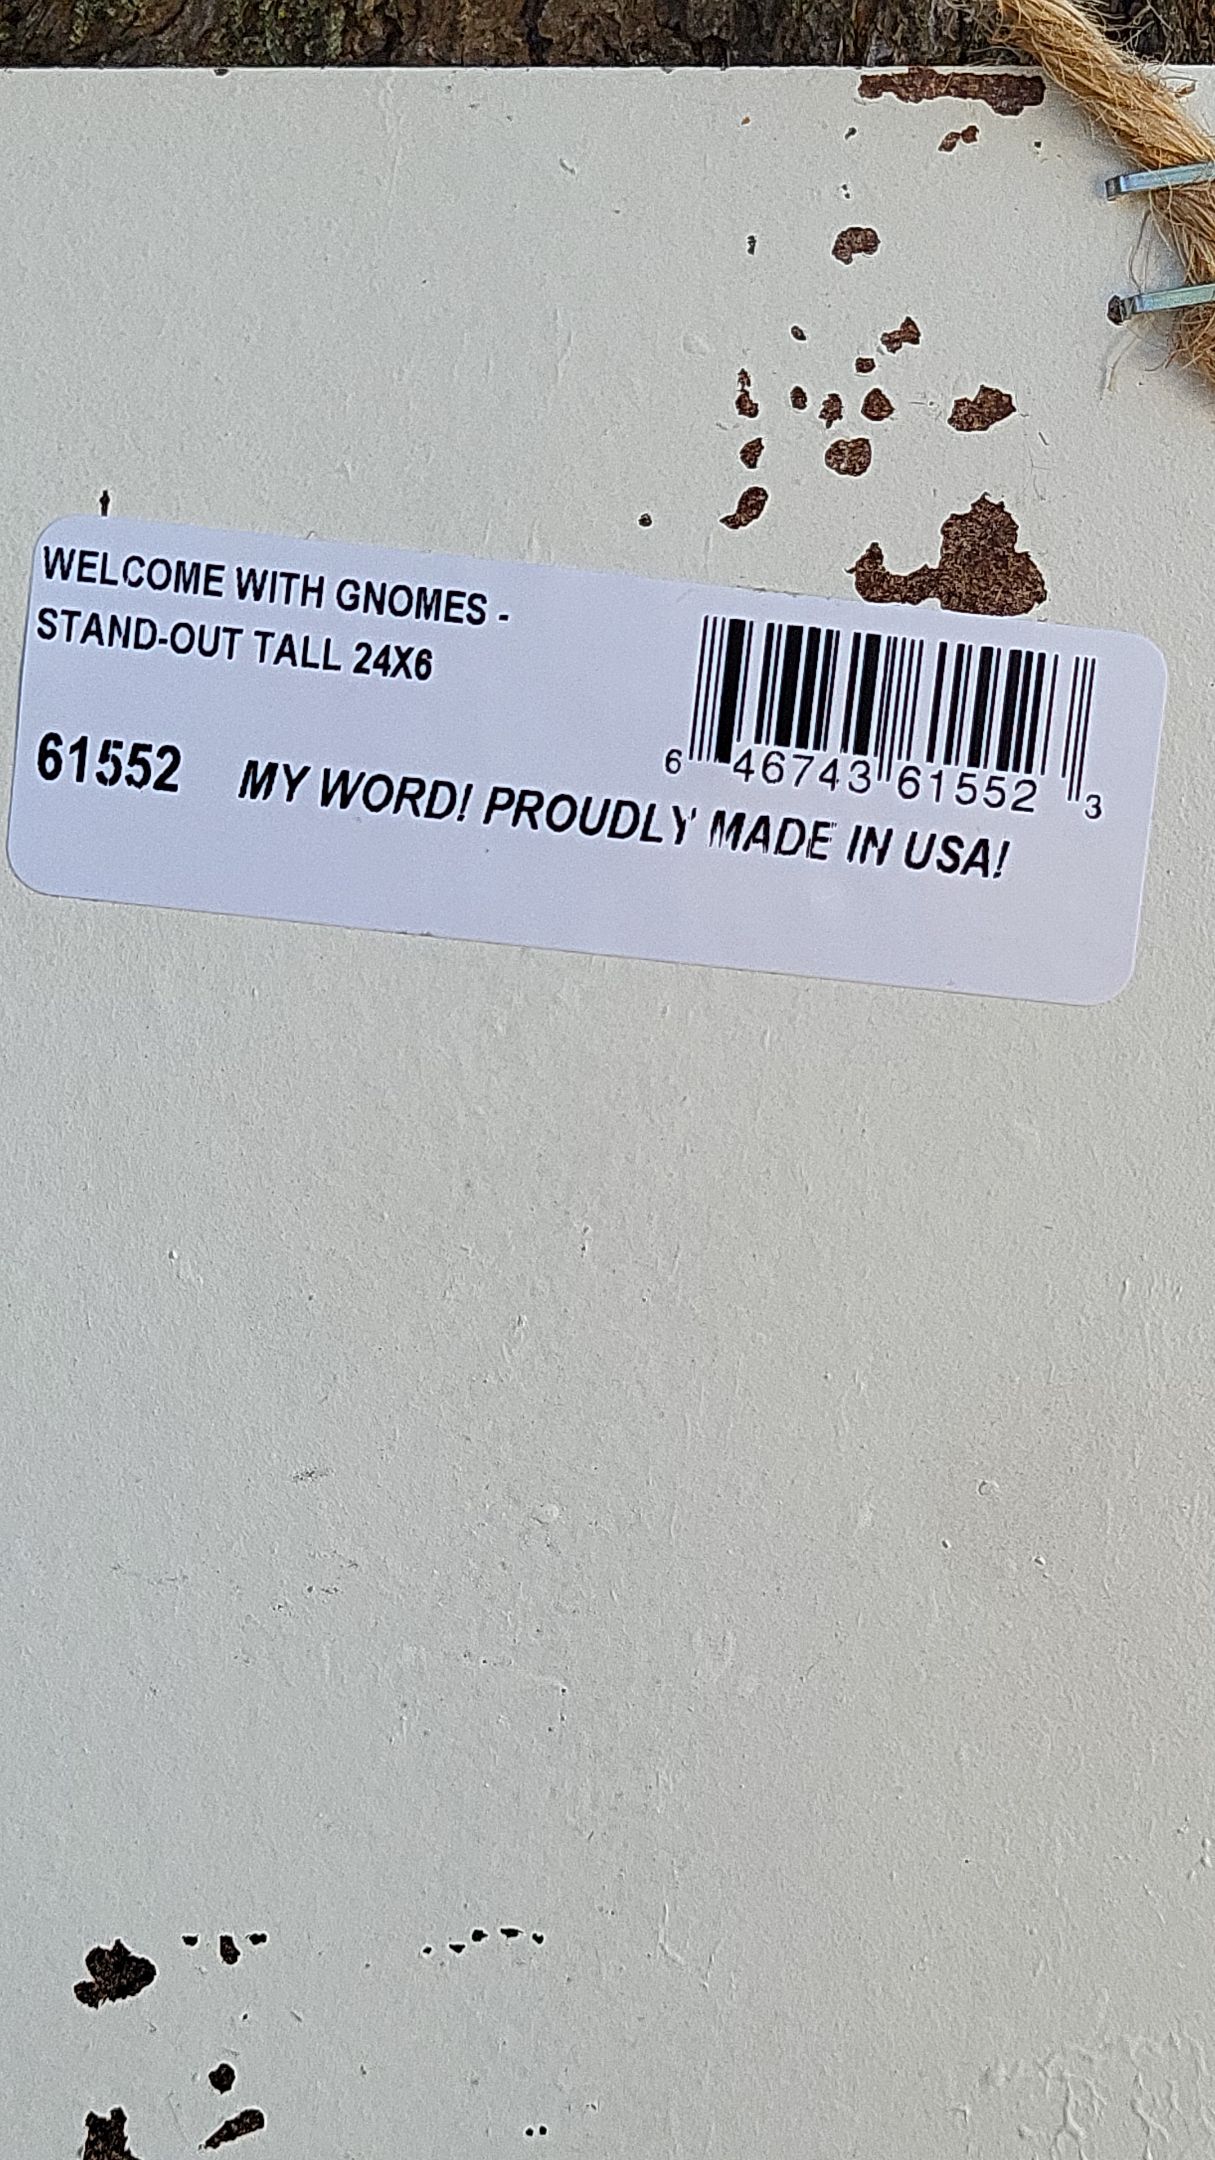 WELCOME WITH GNOMES -
STAND-OUT TALL 24X6
6 46743 61552 3
61552 MY WORD! PROUDLY MADE IN USA!